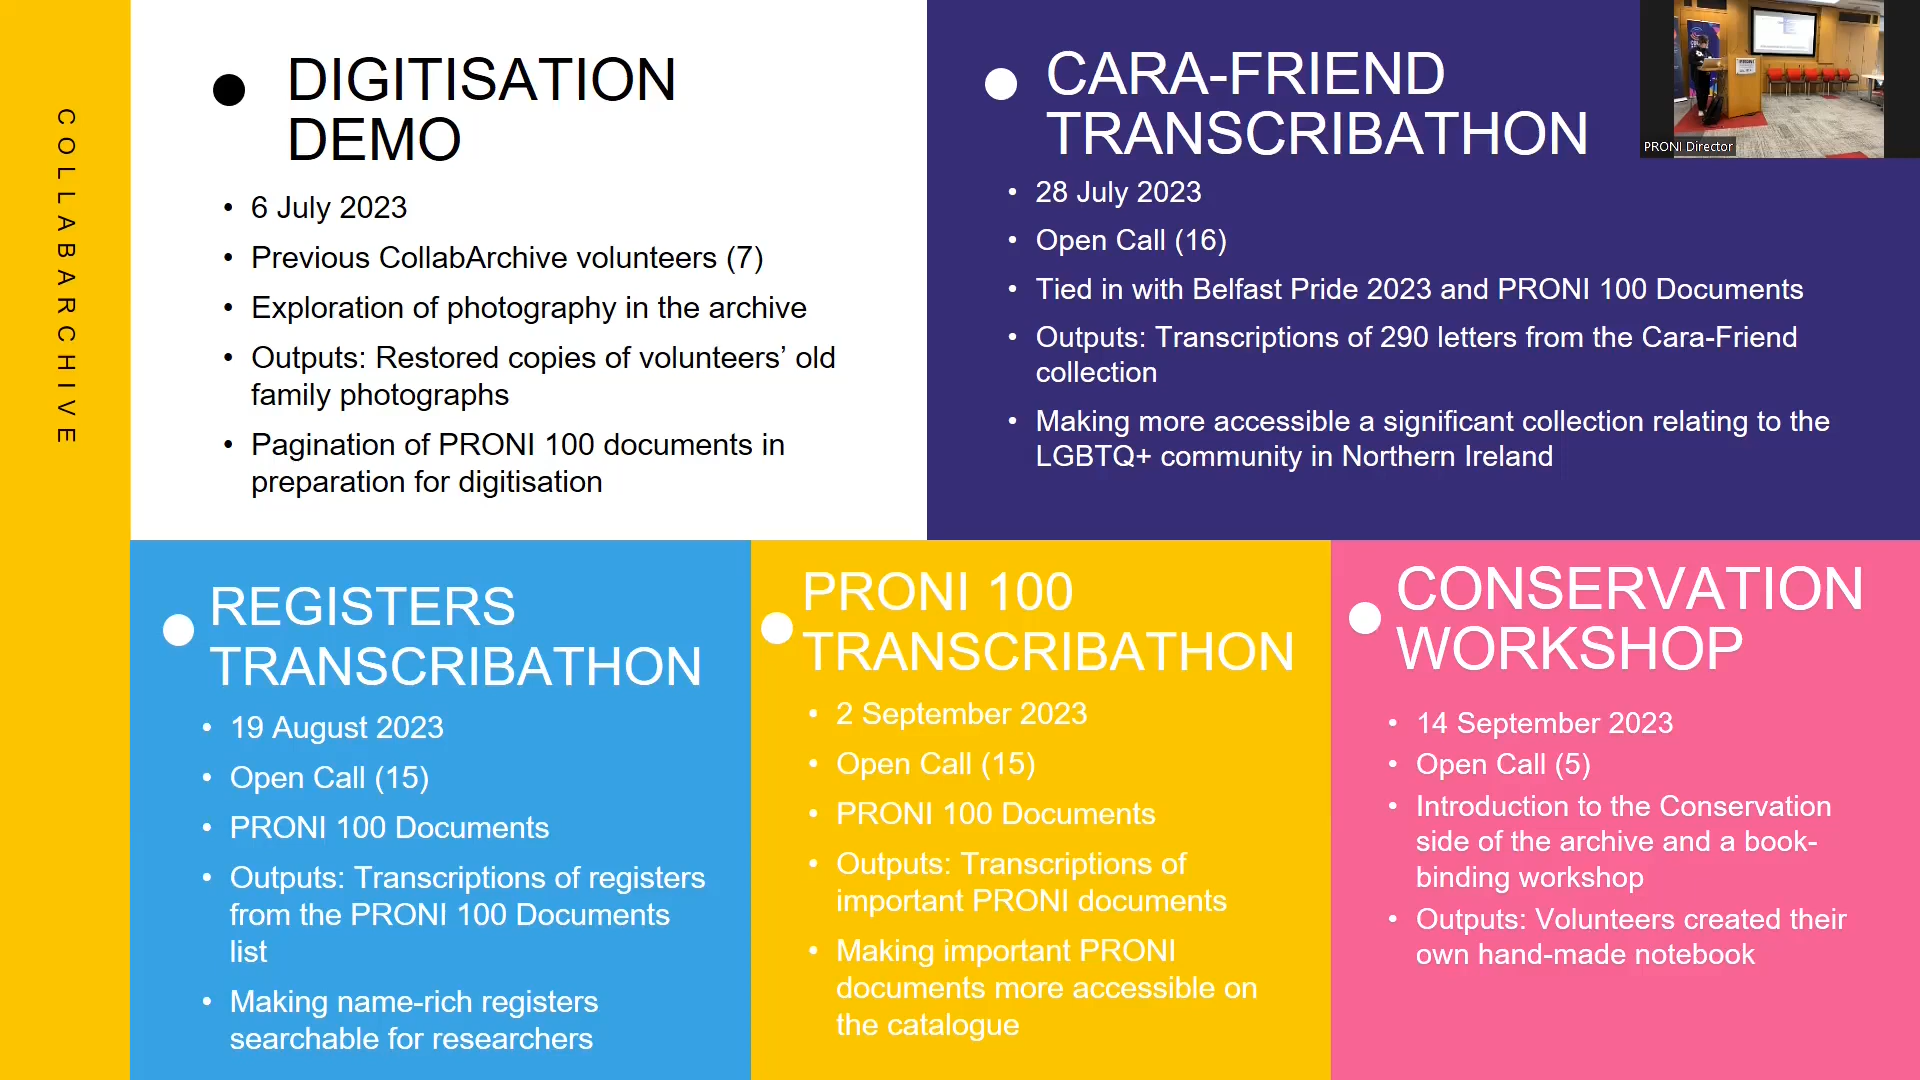 COLLABARCHIVE
DIGITISATION
DEMO
• 6 July 2023
• Previous CollabArchive volunteers (7)
• Exploration of photography in the archive
• Outputs: Restored copies of volunteers’ old
family photographs
• Pagination of PRONI 100 documents in
preparation for digitisation
CARA-FRIEND
TRANSCRIBATHON
• 28 July 2023
• Open Call (16)
• Tied in with Belfast Pride 2023 and PRONI 100 Documents
• Outputs: Transcriptions of 290 letters from the Cara-Friend
collection
• Making more accessible a significant collection relating to the
LGBTQ+ community in Northern Ireland
PRONI
PRONI Director
REGISTERS
TRANSCRIBATHON
• 19 August 2023
• Open Call (15)
• PRONI 100 Documents
• Outputs: Transcriptions of registers
from the PRONI 100 Documents
list
• Making name-rich registers
searchable for researchers
PRONI 100
TRANSCRIBATHON
• 2 September 2023
• Open Call (15)
• PRONI 100 Documents
• Outputs: Transcriptions of
important PRONI documents
• Making important PRONI
documents more accessible on
the catalogue
CONSERVATION
WORKSHOP
• 14 September 2023
• Open Call (5)
• Introduction to the Conservation
side of the archive and a book-
binding workshop
• Outputs: Volunteers created their
own hand-made notebook